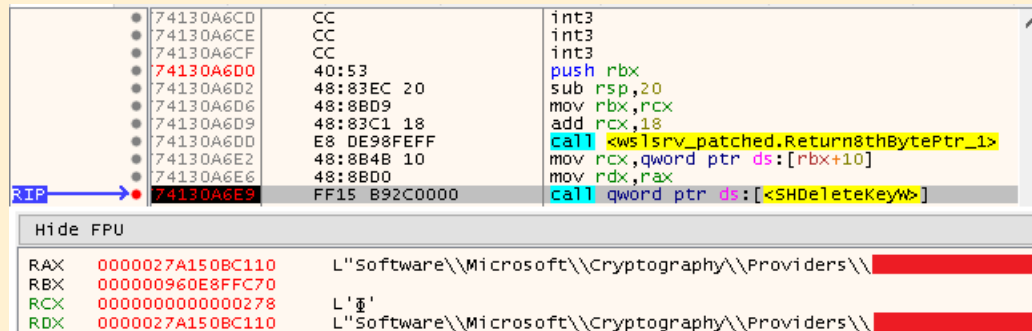 74130A6CD CC int3
74130A6CE CC int3
74130A6CF CC int3
74130A6D0 40:53 push rbx
74130A6D2 48:83EC 20 sub rsp,20
74130A6D6 48:8BD9 mov rbx,rcx
74130A6D9 48:83C1 18 add rcx,18
74130A6DD E8 DE98FEFF call <wslsrv_patched.Return8thBytePtr_1>
74130A6E2 48:8B4B 10 mov rcx,qword ptr ds:[rbx+10]
74130A6E6 48:8BD0 mov rdx,rax
RIP 74130A6E9 FF15 B92C0000 call qword ptr ds:[<SHDeleteKeyW>]
Hide FPU
RAX 0000027A150BC110 L"Software\\Microsoft\\Cryptography\\Providers\\
RBX 000000960E8FFC70
RCX 0000000000000278 L'
RDX 0000027A150BC110 L"Software\\Microsoft\\Cryptography\\Providers\\